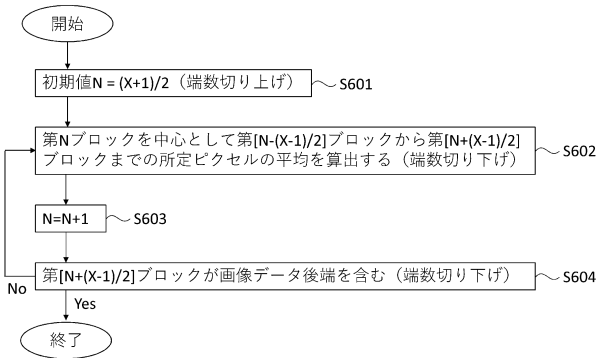 開始
初期値N = (X+1)/2（端数切り上げ）
S601
第Nブロックを中心として第[N-(X-1)/2]ブロックから第[N+(X-1)/2]
ブロックまでの所定ピクセルの平均を算出する（端数切り下げ）
S602
N=N+1
S603
第[N+(X-1)/2]ブロックが画像データ後端を含む（端数切り下げ）
S604
No
Yes
終了